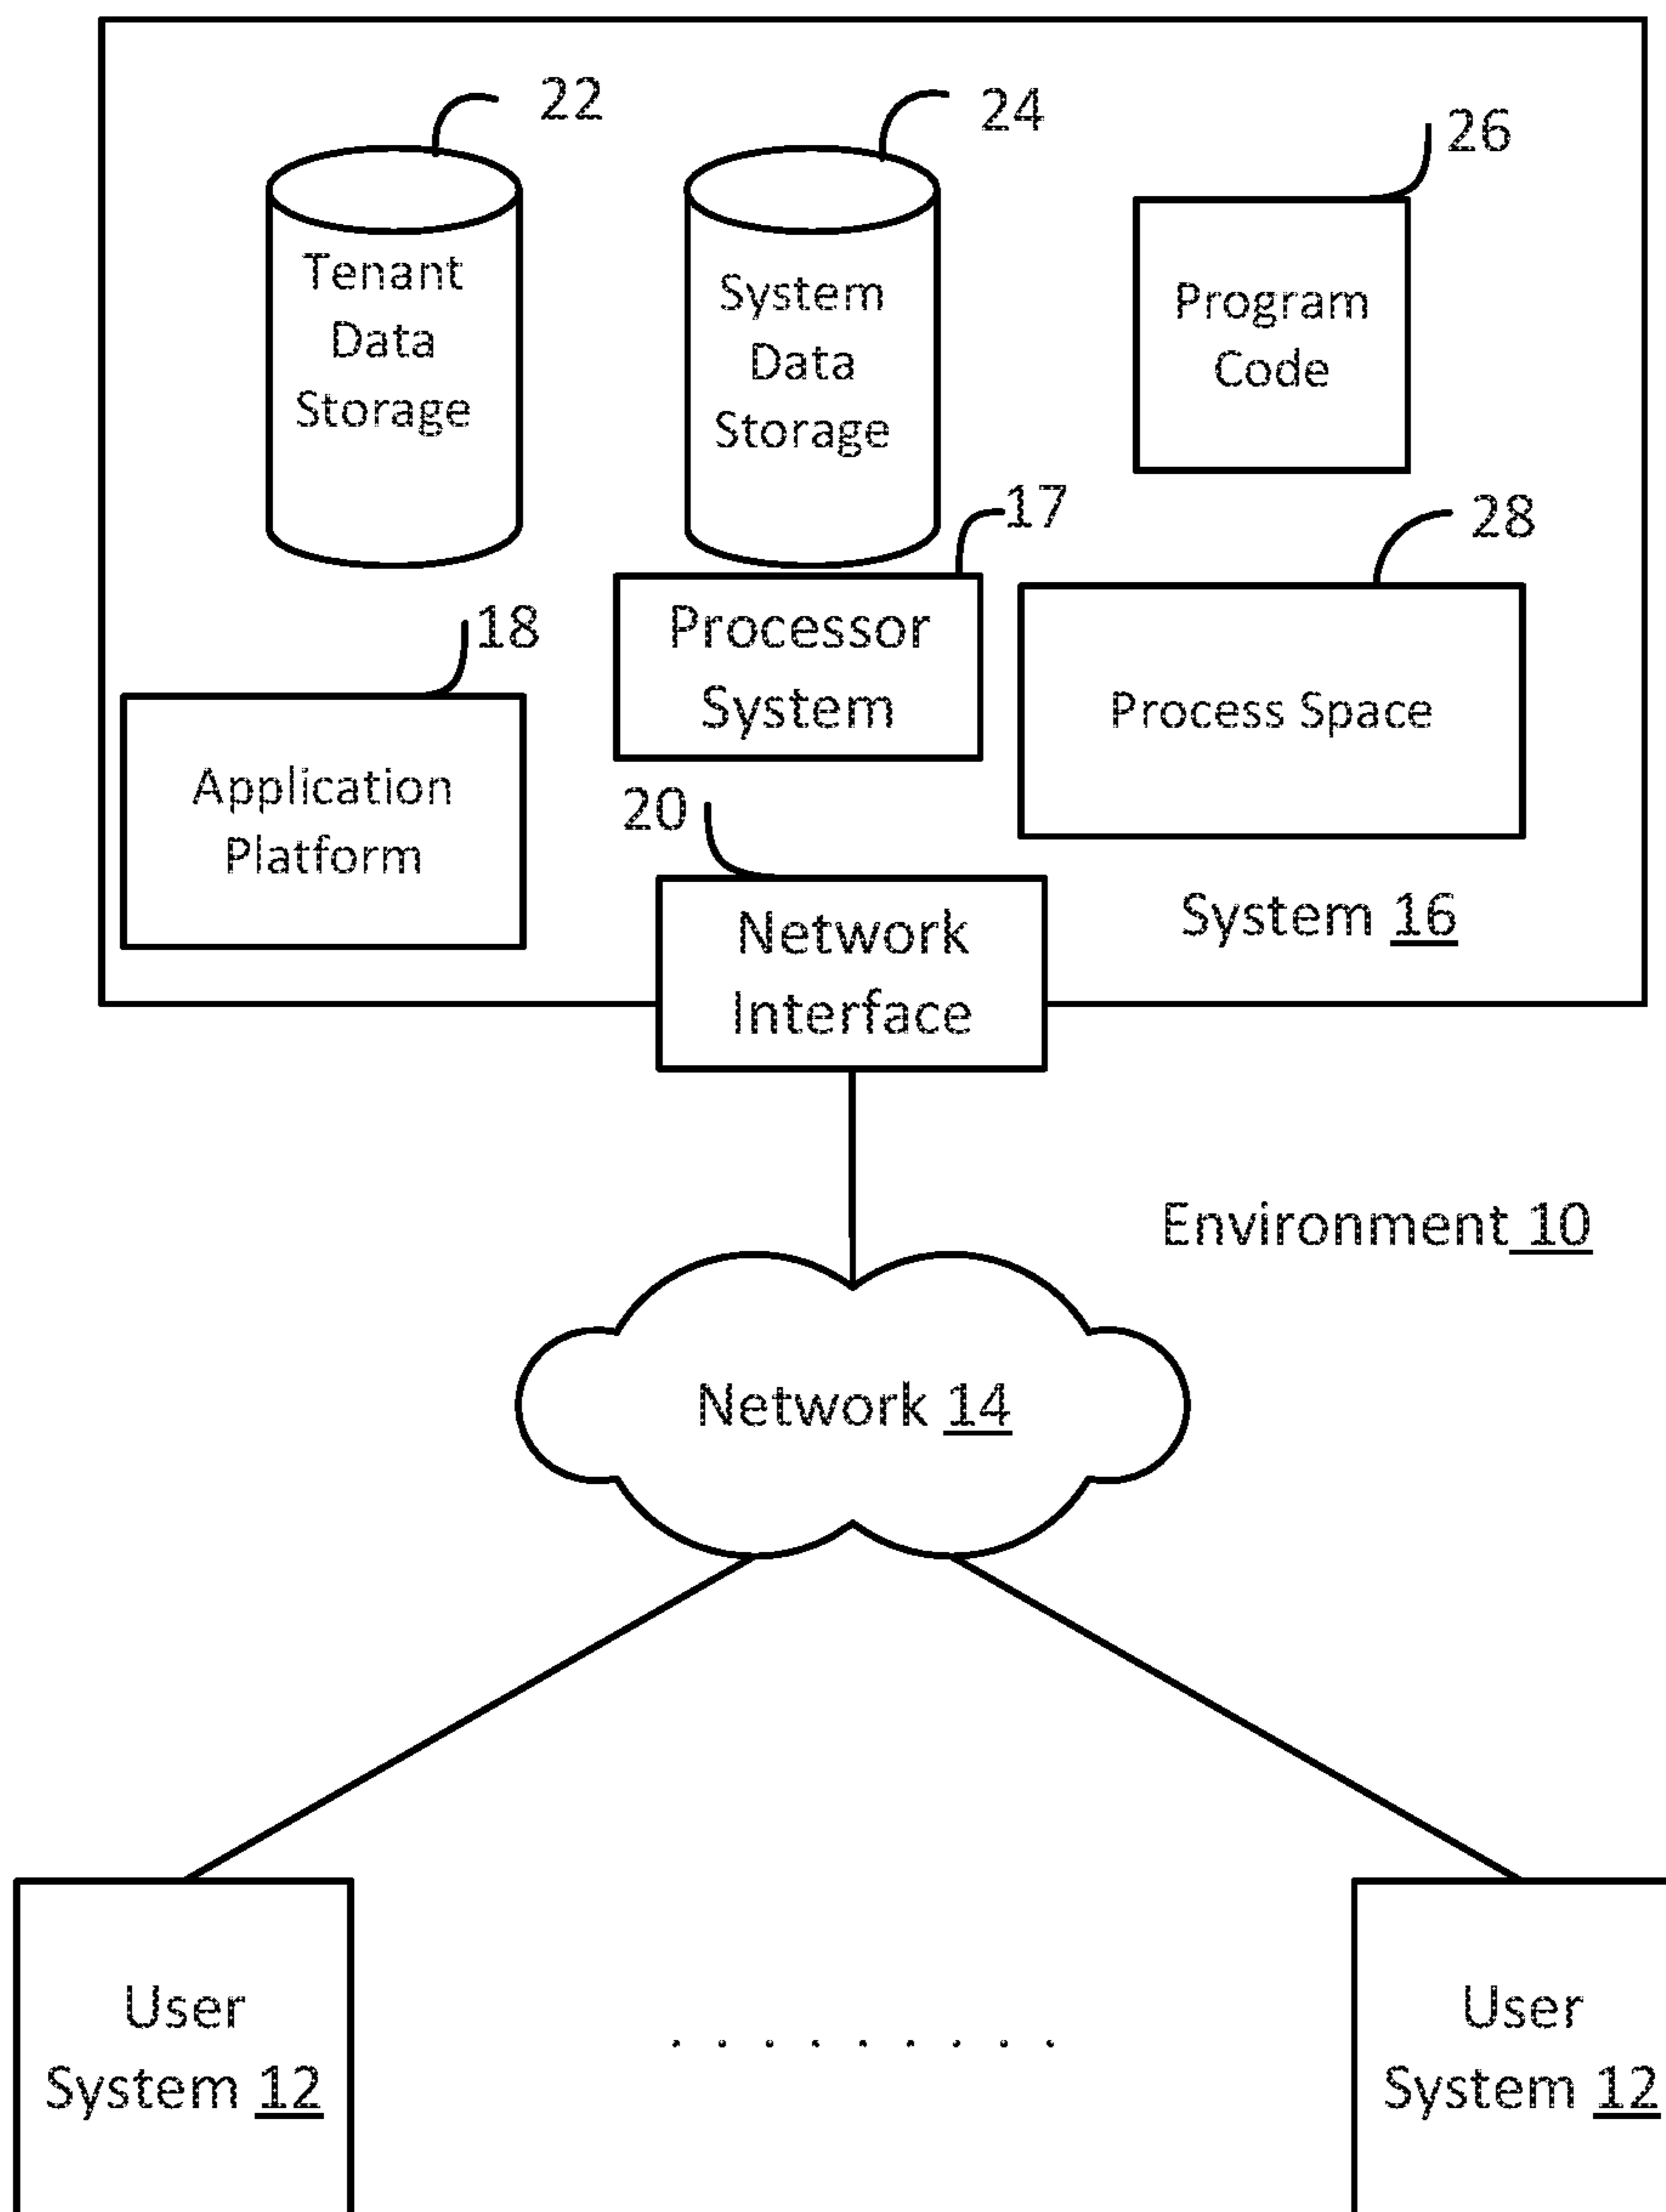 22
24
26
Tenant
Data
Storage
System
Data
Storage
Program
Code
17
28
18
Processor
System
Process Space
Application
Platform
20
Network
Interface
System 16
Environment 10
Network 14
User
System 12
User
System 12